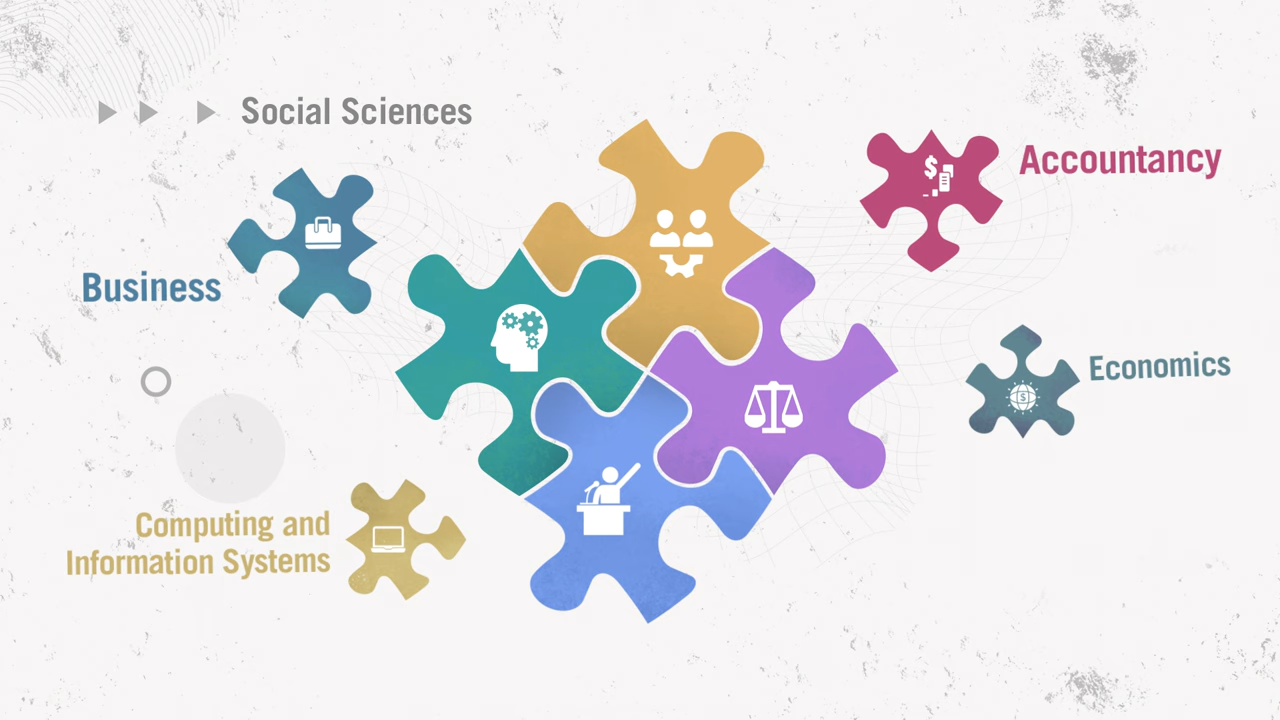 Social Sciences
Accountancy
Business
Economics
Computing and
Information Systems
$
$